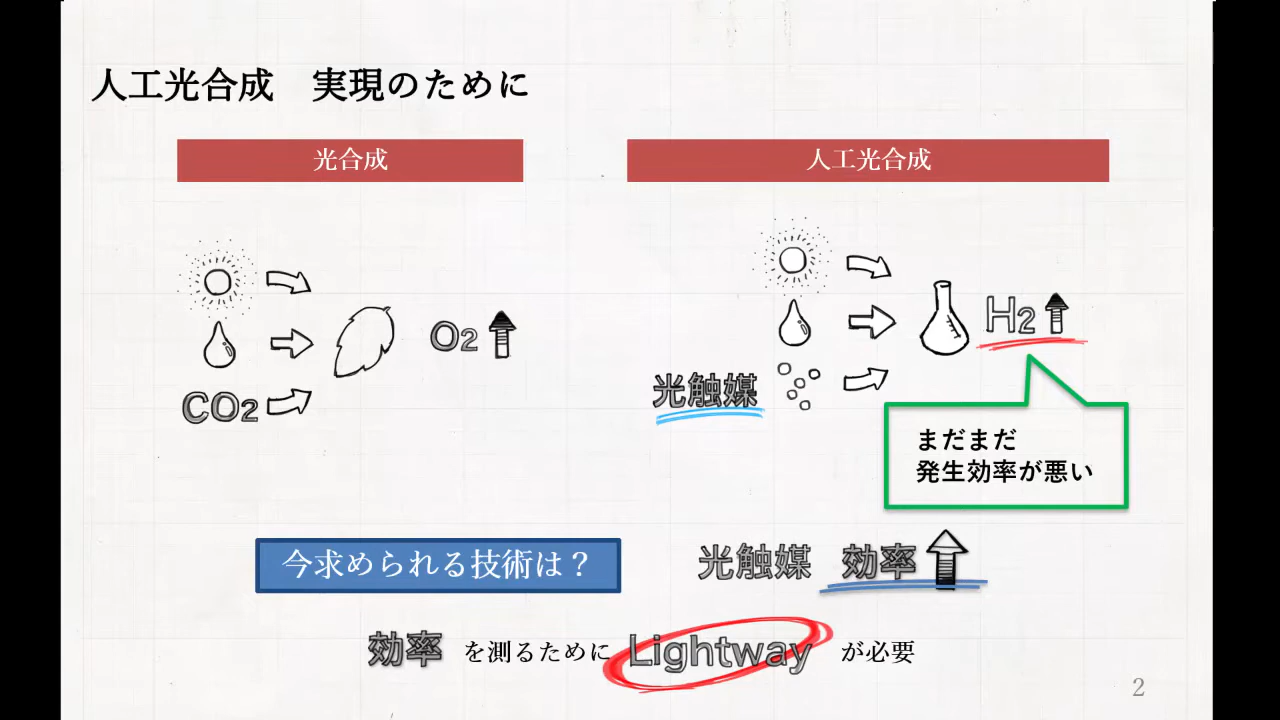 人工光合成　実現のために
光合成
人工光合成
O2
CO2
H2
光触媒
まだまだ
発生効率が悪い
今求められる技術は？
光触媒　効率
効率 を測るために Lightway が必要
2